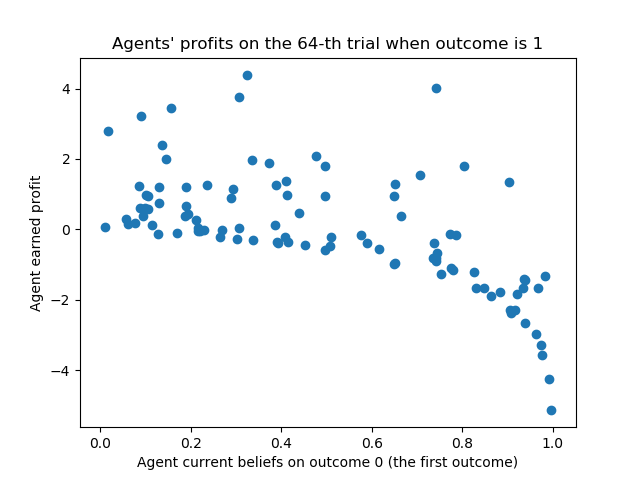 Agents' profits on the 64-th trial when outcome is 1
Agent earned profit
4
2
0
−2
−4
0.0 0.2 0.4 0.6 0.8 1.0
Agent current beliefs on outcome 0 (the first outcome)